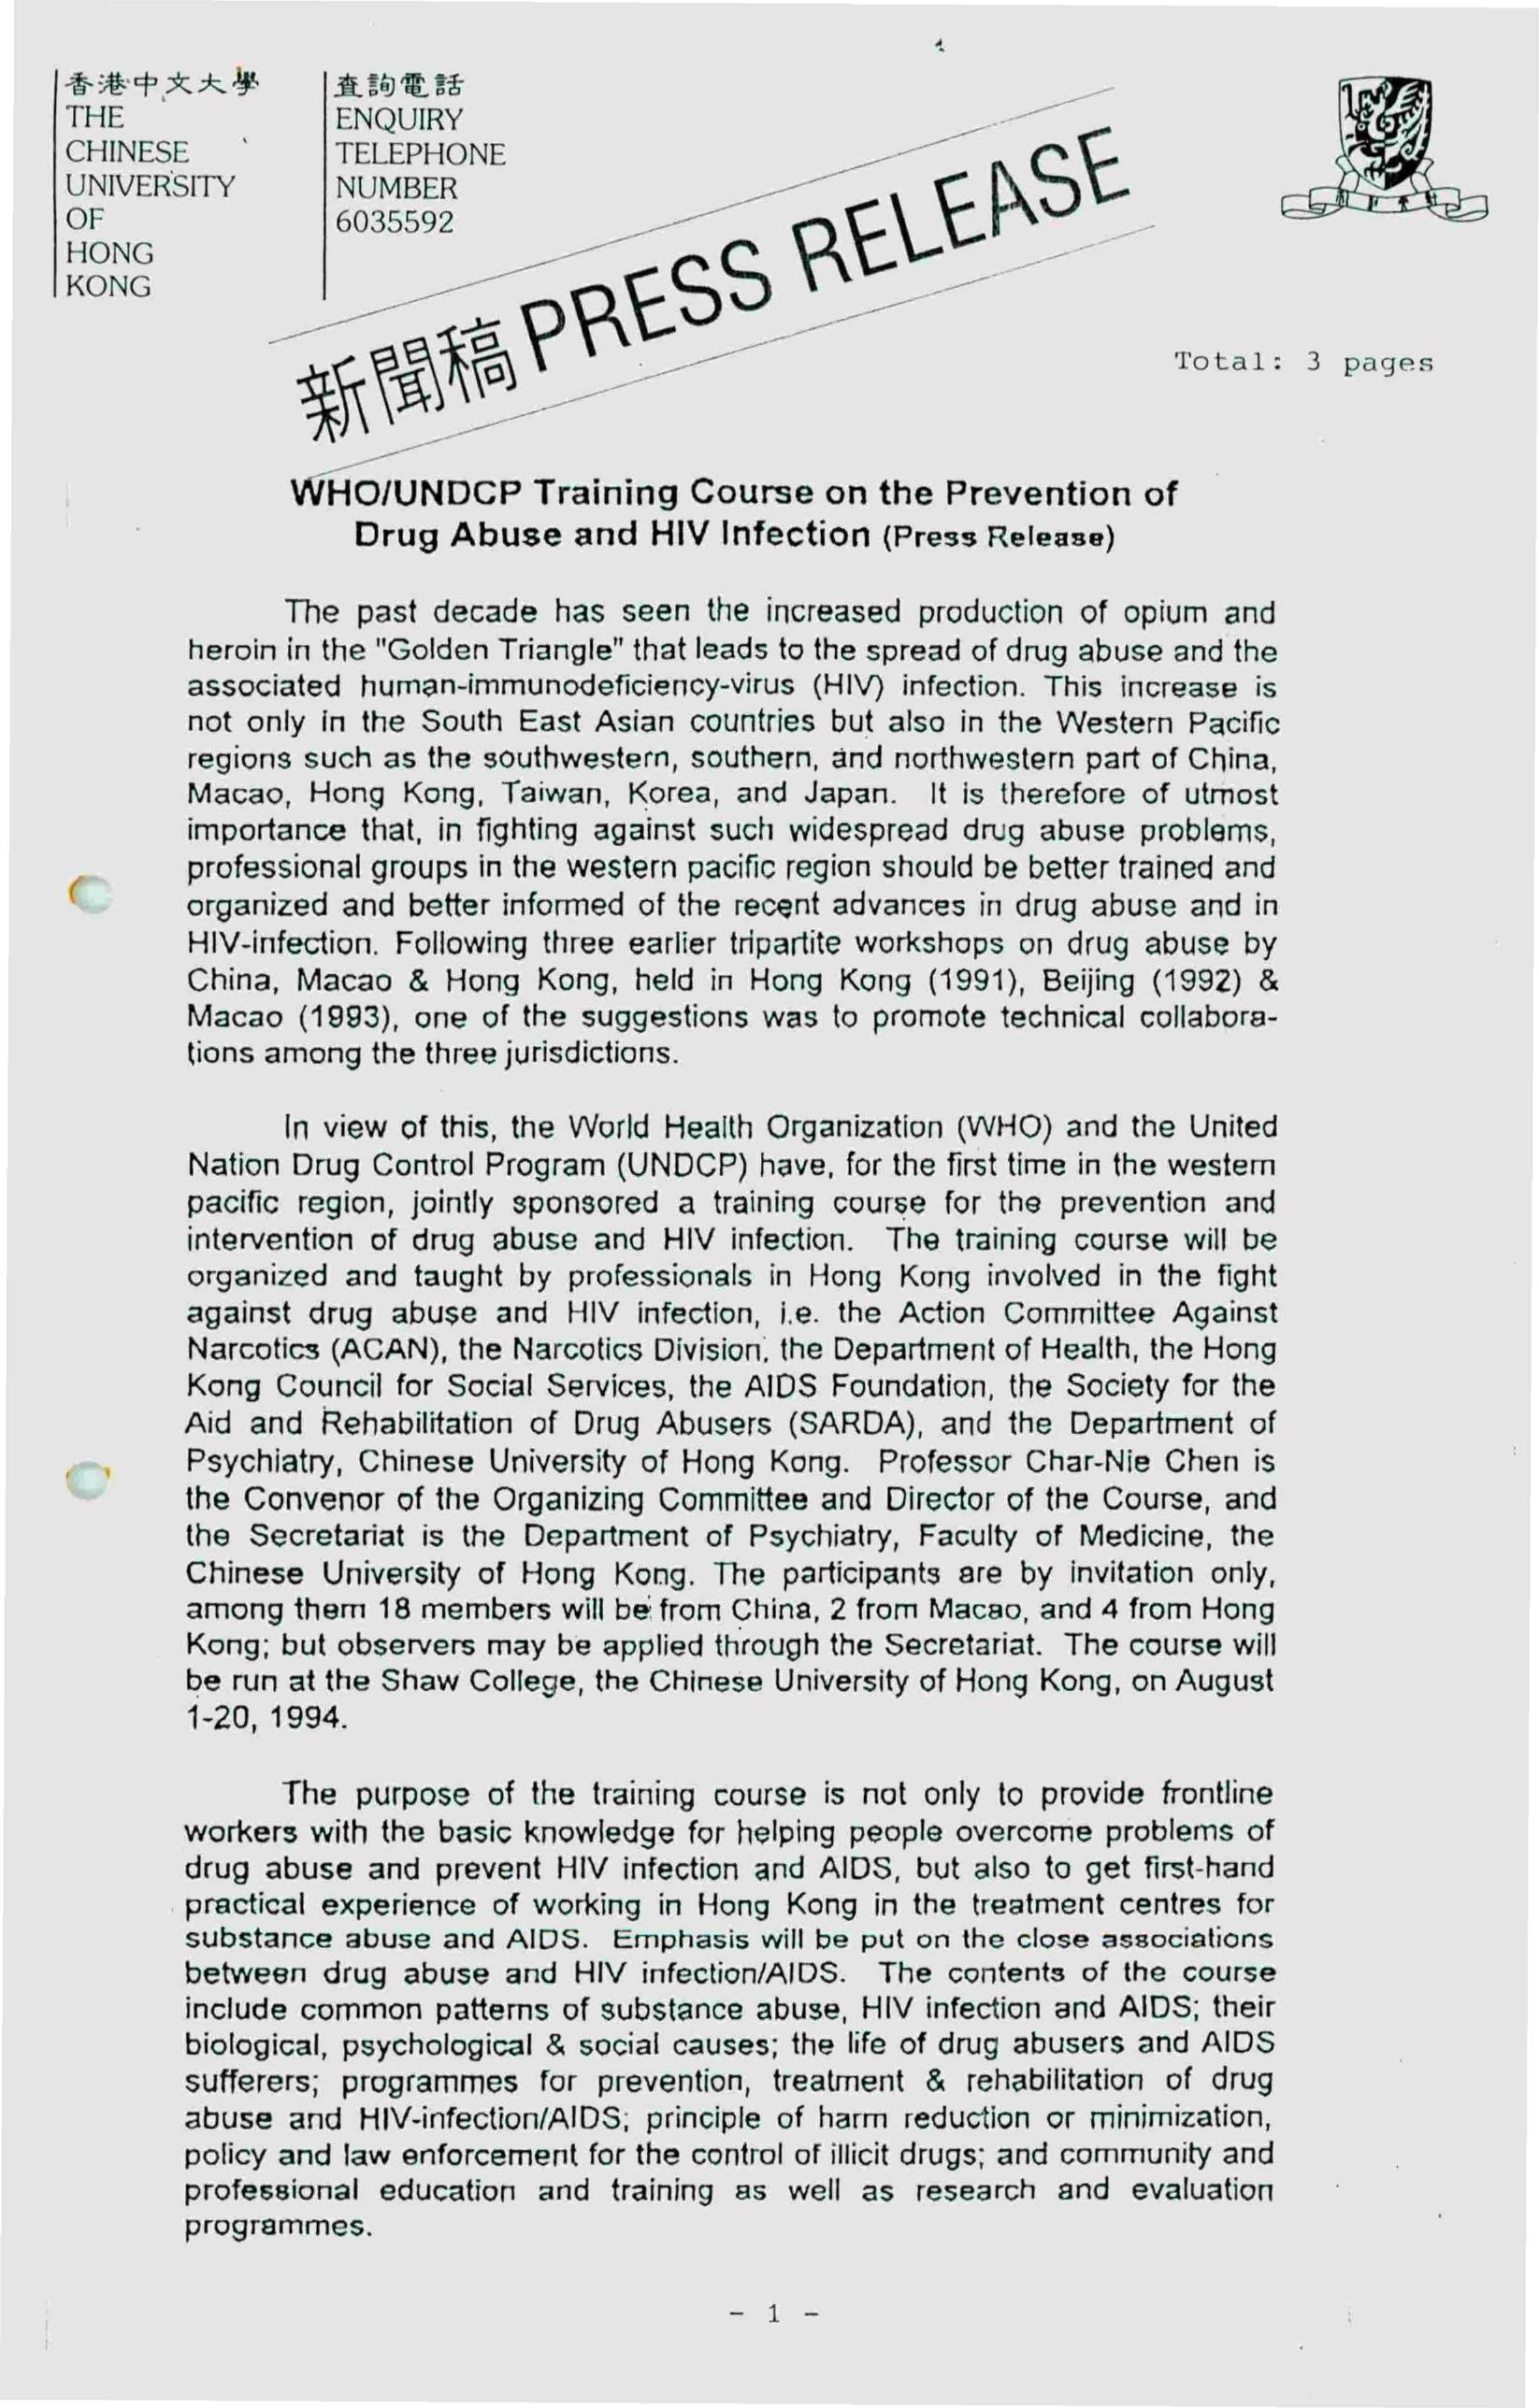 香港中文大學
THE
CHINESE
UNIVERSITY
OF
HONG
KONG
查詢電話
ENQUIRY
TELEPHONE
NUMBER
6035592
新聞稿 PRESS RELEASE
Total: 3 pages
WHO/UNDCP Training Course on the Prevention of
Drug Abuse and HIV Infection (Press Release)
The past decade has seen the increased production of opium and
heroin in the "Golden Triangle" that leads to the spread of drug abuse and the
associated human-immunodeficiency-virus (HIV) infection. This increase is
not only in the South East Asian countries but also in the Western Pacific
regions such as the southwestern, southern, and northwestern part of China,
Macao, Hong Kong, Taiwan, Korea, and Japan. It is therefore of utmost
importance that, in fighting against such widespread drug abuse problems,
professional groups in the western pacific region should be better trained and
organized and better informed of the recent advances in drug abuse and in
HIV-infection. Following three earlier tripartite workshops on drug abuse by
China, Macao & Hong Kong, held in Hong Kong (1991), Beijing (1992) &
Macao (1993), one of the suggestions was to promote technical collabora-
tions among the three jurisdictions.
In view of this, the World Health Organization (WHO) and the United
Nation Drug Control Program (UNDCP) have, for the first time in the western
pacific region, jointly sponsored a training course for the prevention and
intervention of drug abuse and HIV infection. The training course will be
organized and taught by professionals in Hong Kong involved in the fight
against drug abuse and HIV infection, i.e. the Action Committee Against
Narcotics (ACAN), the Narcotics Division, the Department of Health, the Hong
Kong Council for Social Services, the AIDS Foundation, the Society for the
Aid and Rehabilitation of Drug Abusers (SARDA), and the Department of
Psychiatry, Chinese University of Hong Kong. Professor Char-Nie Chen is
the Convenor of the Organizing Committee and Director of the Course, and
the Secretariat is the Department of Psychiatry, Faculty of Medicine, the
Chinese University of Hong Kong. The participants are by invitation only,
among them 18 members will be from China, 2 from Macao, and 4 from Hong
Kong; but observers may be applied through the Secretariat. The course will
be run at the Shaw College, the Chinese University of Hong Kong, on August
1-20, 1994.
The purpose of the training course is not only to provide frontline
workers with the basic knowledge for helping people overcome problems of
drug abuse and prevent HIV infection and AIDS, but also to get first-hand
practical experience of working in Hong Kong in the treatment centres for
substance abuse and AIDS. Emphasis will be put on the close associations
between drug abuse and HIV infection/AIDS. The contents of the course
include common patterns of substance abuse, HIV infection and AIDS; their
biological, psychological & social causes; the life of drug abusers and AIDS
sufferers; programmes for prevention, treatment & rehabilitation of drug
abuse and HIV-infection/AIDS; principle of harm reduction or minimization,
policy and law enforcement for the control of illicit drugs; and community and
professional education and training as well as research and evaluation
programmes.
- 1 -